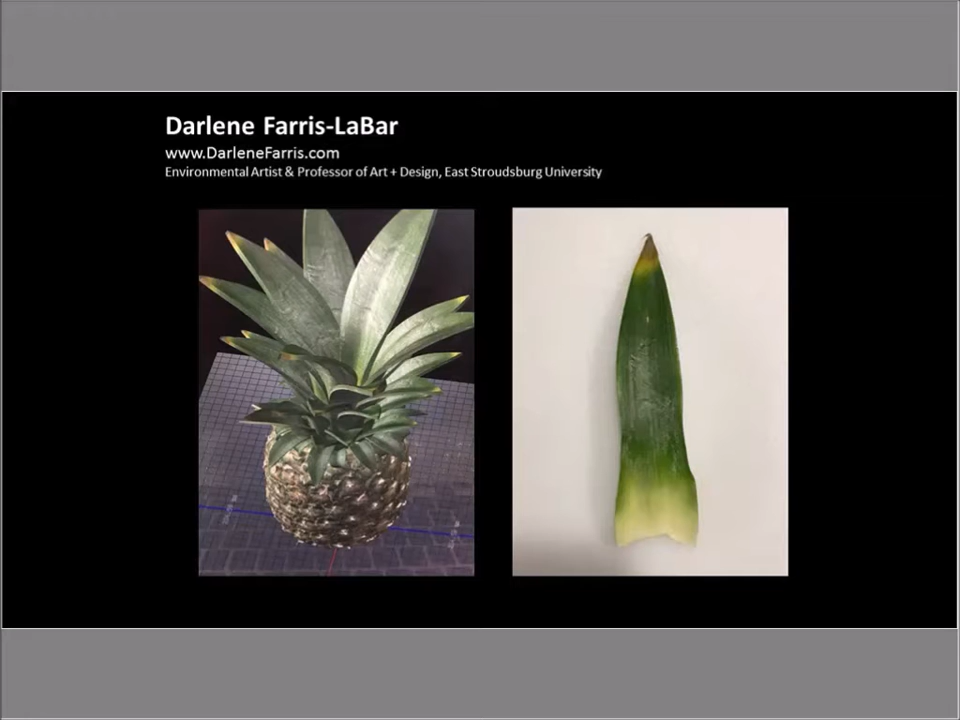 Darlene Farris-LaBar
www.DarleneFarris.com
Environmental Artist & Professor of Art + Design, East Stroudsburg University